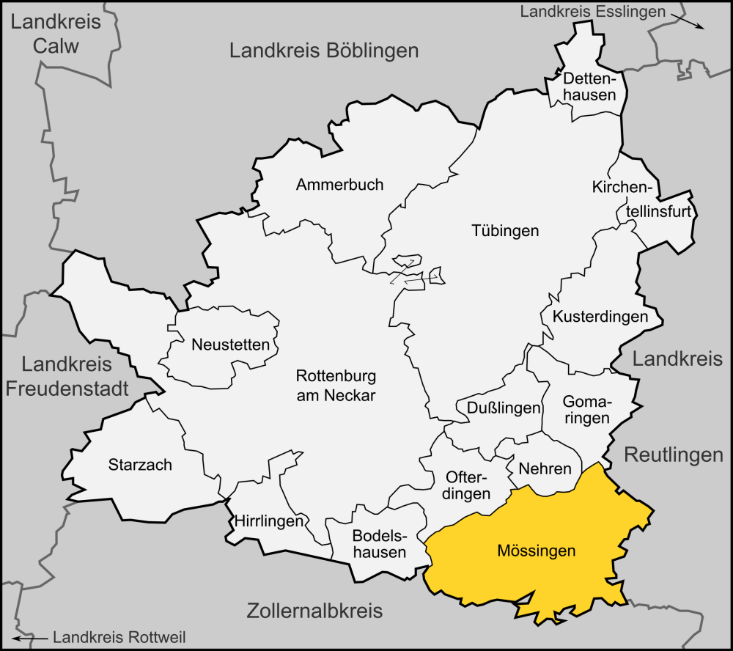 Landkreis
Calw
Landkreis Esslingen
Landkreis Böblingen
Detten-
hausen
Ammerbuch
Kirchen-
tellinsfurt
Tübingen
Kusterdingen
Neustetten
Landkreis
Freudenstadt
Landkreis
Rottenburg
am Neckar
Dußlingen
Goma-
ringen
Reutlingen
Starzach
Ofter-
dingen
Nehren
Hirrlingen
Bodels-
hausen
Mössingen
Zollernalbkreis
Landkreis Rottweil